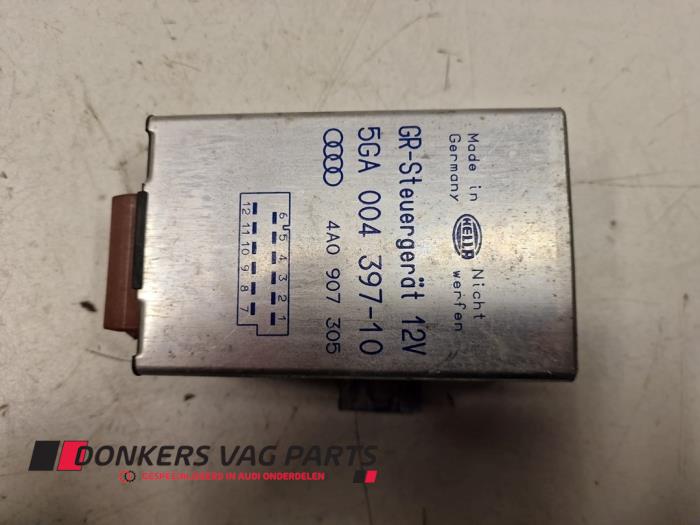 Made in
Germany
HELLA
Nicht
werfen
GR-Steuergerät 12V
5GA 004 397-10
4A0 907 305
6 5 4 3 2 1
12 11 10 9 8 7
DONKERS VAG PARTS
GESPECIALISEERD IN AUDI ONDERDELEN